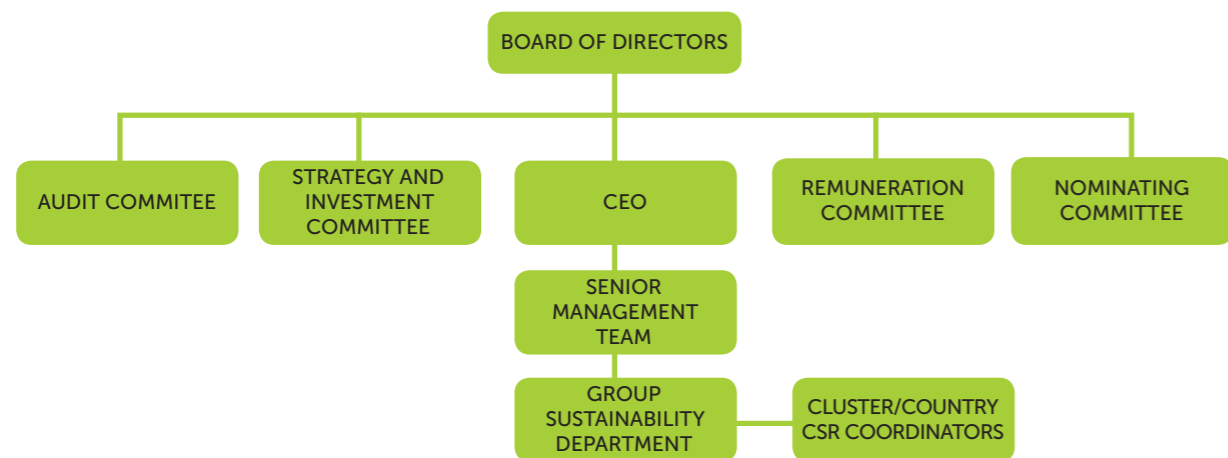 BOARD OF DIRECTORS
AUDIT COMMITEE
STRATEGY AND
INVESTMENT
COMMITTEE
CEO
REMUNERATION
COMMITTEE
NOMINATING
COMMITTEE
SENIOR
MANAGEMENT
TEAM
GROUP
SUSTAINABILITY
DEPARTMENT
CLUSTER/COUNTRY
CSR COORDINATORS